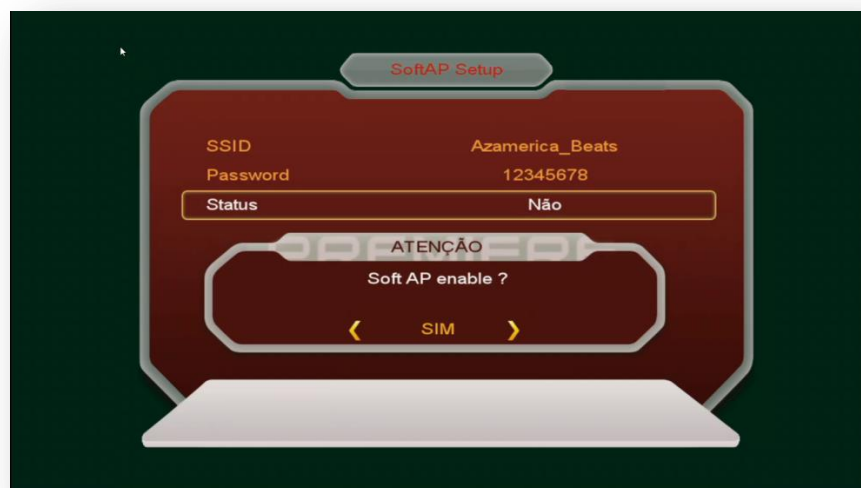 SoftAP Setup
SSID Azamerica_Beats
Password 12345678
Status Não
ATENÇÃO
Soft AP enable ?
SIM